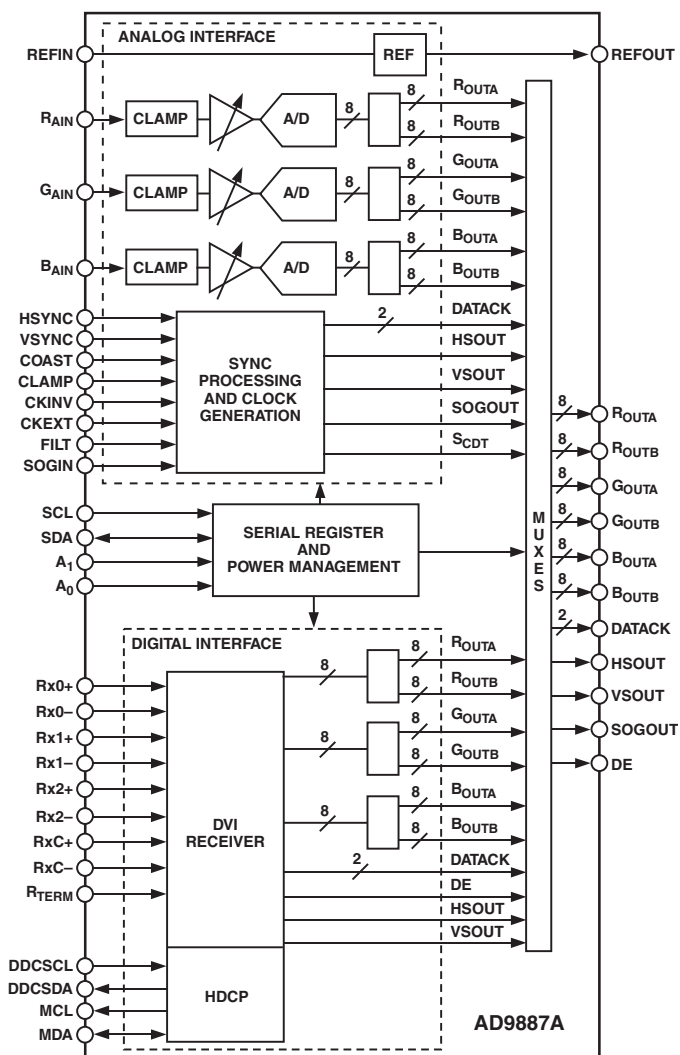 ANALOG INTERFACE
REFIN
REF
REFOUT
RAIN
CLAMP
A/D
8
8
ROUTA
8
ROUTB
GAIN
CLAMP
A/D
8
8
GOUTA
8
GOUTB
BAIN
CLAMP
A/D
8
8
BOUTA
8
BOUTB
HSYNC
VSYNC
COAST
CLAMP
CKINV
CKEXT
FILT
SOGIN
SYNC
PROCESSING
AND CLOCK
GENERATION
2
DATACK
HSOUT
VSOUT
SOGOUT
SCDT
SCL
SDA
A1
A0
SERIAL REGISTER
AND
POWER MANAGEMENT
MUXES
8
ROUTA
8
ROUTB
8
GOUTA
8
GOUTB
8
BOUTA
8
BOUTB
2
DATACK
HSOUT
VSOUT
SOGOUT
DE
DIGITAL INTERFACE
Rx0+
Rx0–
Rx1+
Rx1–
Rx2+
Rx2–
RxC+
RxC–
RTERM
DVI
RECEIVER
8
8
ROUTA
8
ROUTB
8
8
GOUTA
8
GOUTB
8
8
BOUTA
8
BOUTB
2
DATACK
DE
HSOUT
VSOUT
DDCSCL
DDCSDA
MCL
MDA
HDCP
AD9887A